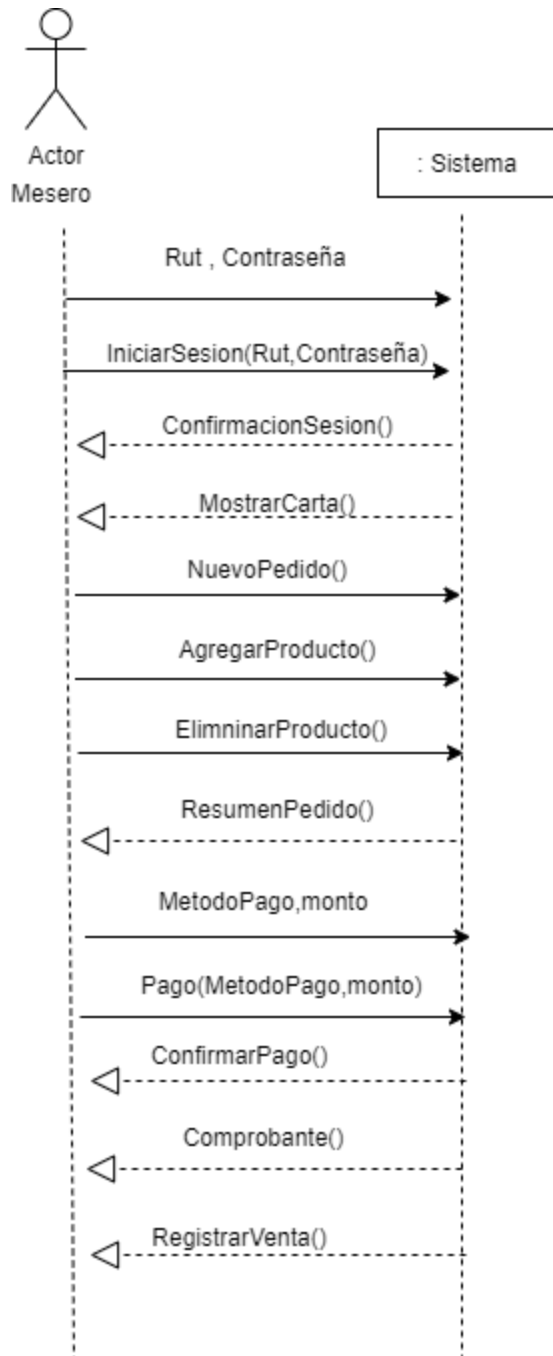 Actor
Mesero
: Sistema
Rut , Contraseña
IniciarSesion(Rut,Contraseña)
ConfirmacionSesion()
MostrarCarta()
NuevoPedido()
AgregarProducto()
ElimninarProducto()
ResumenPedido()
MetodoPago,monto
Pago(MetodoPago,monto)
ConfirmarPago()
Comprobante()
RegistrarVenta()